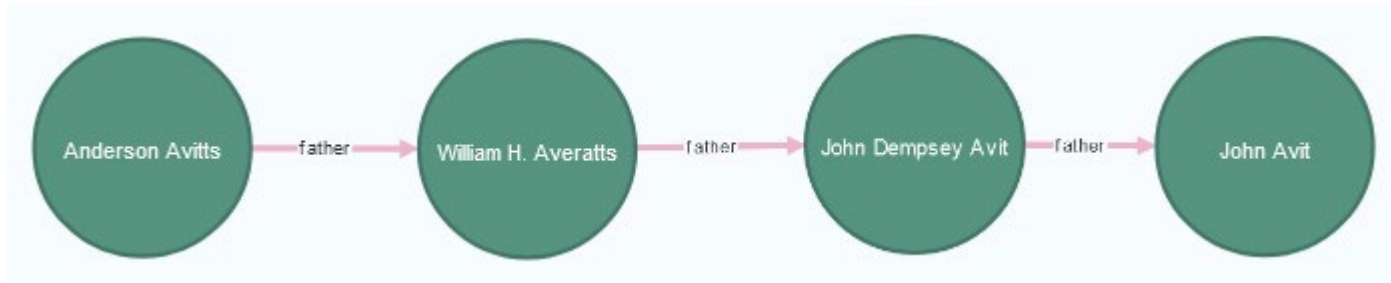 Anderson Avitts
father
William H. Averatts
father
John Dempsey Avit
father
John Avit